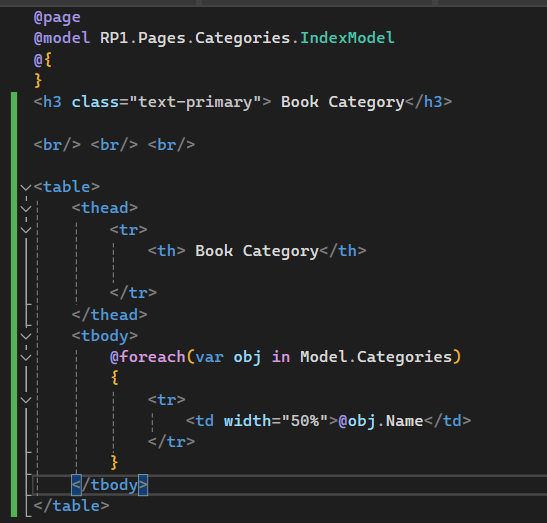 @page
@model RP1.Pages.Categories.IndexModel
@{
}
<h3 class="text-primary"> Book Category</h3>
<br/> <br/> <br/>
<table>
<thead>
<tr>
<th> Book Category</th>
</tr>
</thead>
<tbody>
@foreach(var obj in Model.Categories)
{
<tr>
<td width="50%">@obj.Name</td>
</tr>
}
</tbody>
</table>